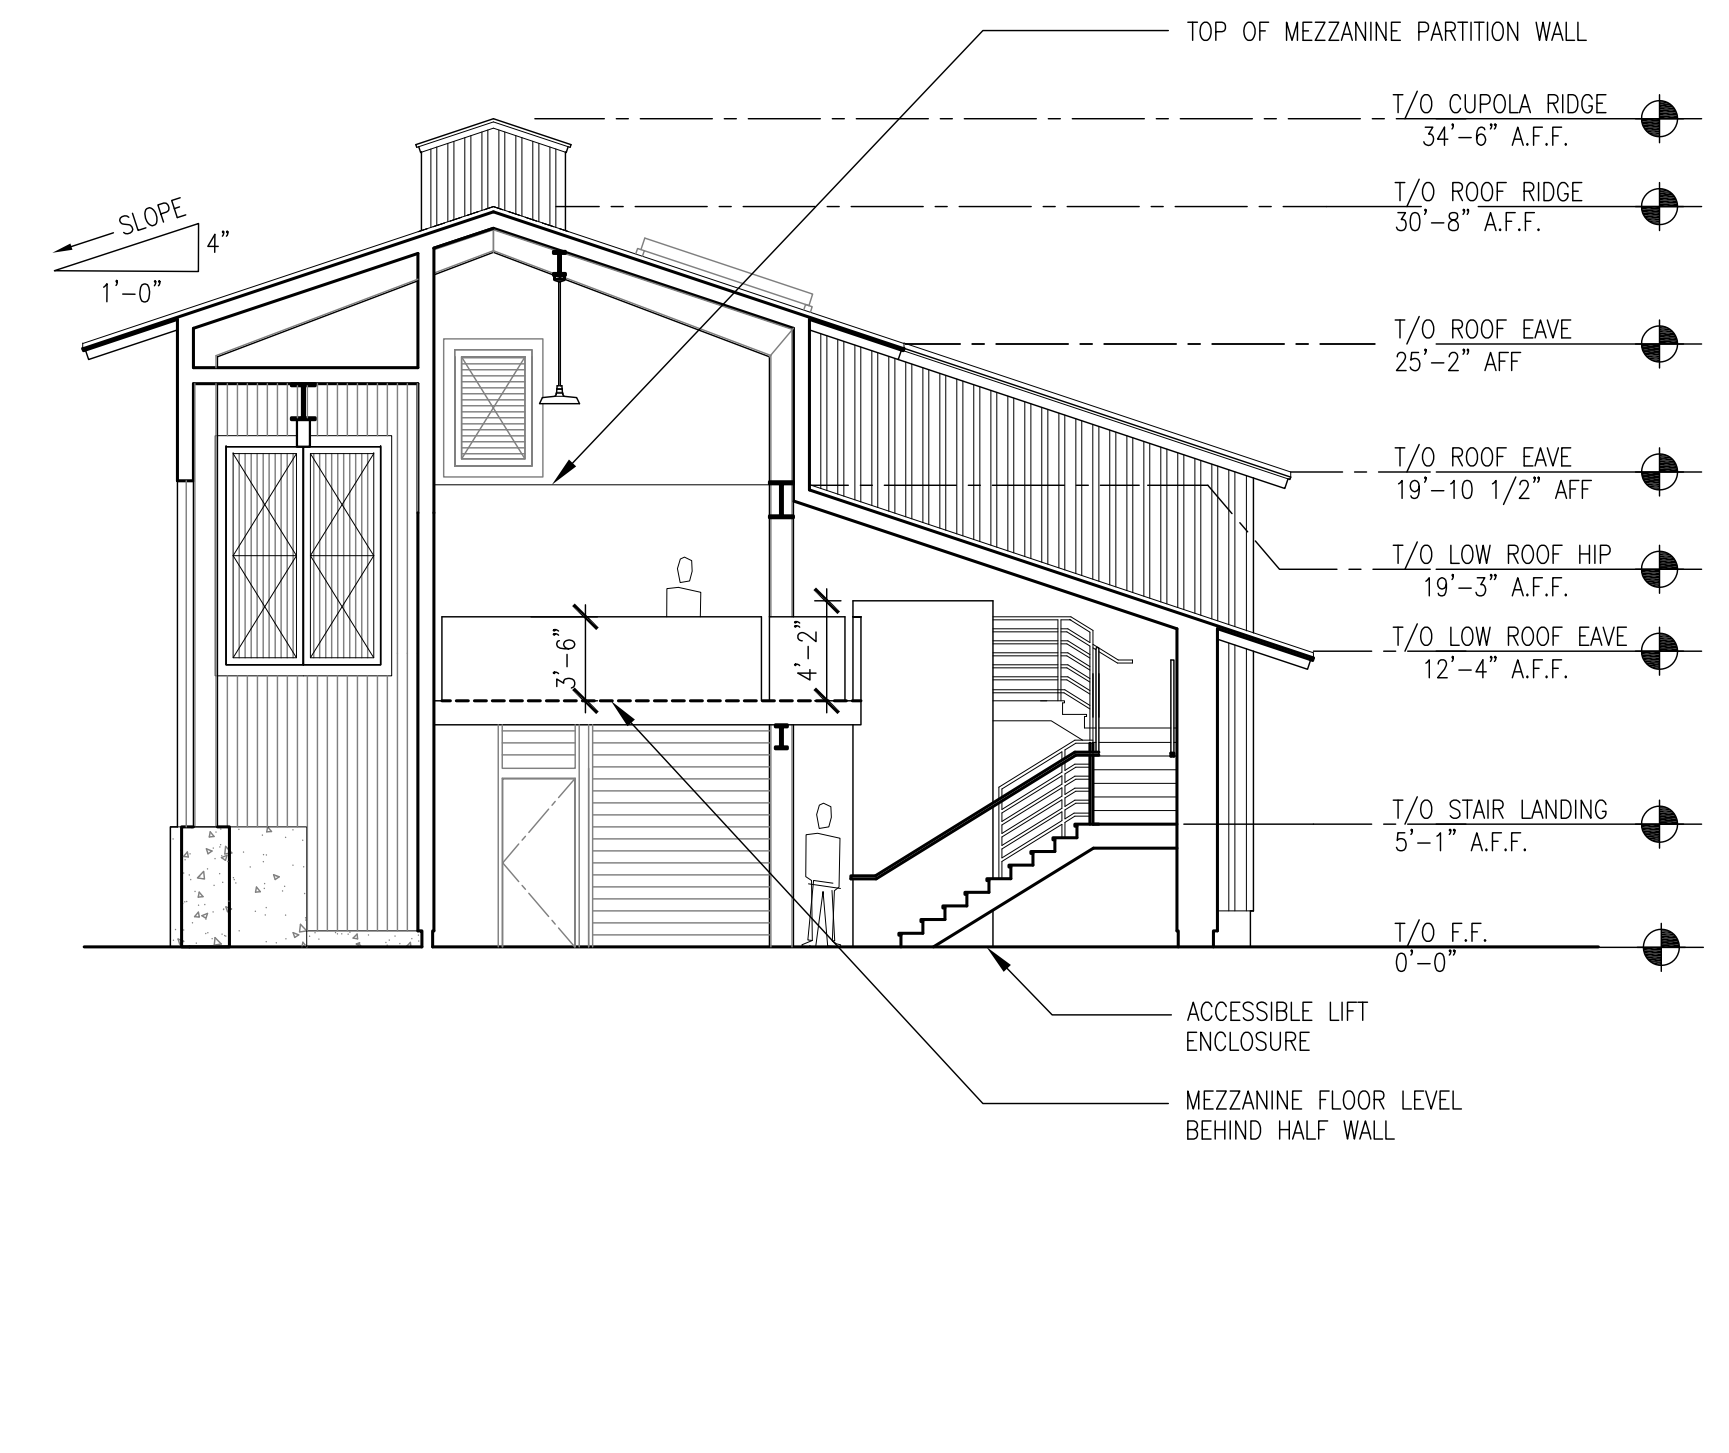 TOP OF MEZZANINE PARTITION WALL
T/O CUPOLA RIDGE
34'-6" A.F.F.
T/O ROOF RIDGE
30'-8" A.F.F.
SLOPE
4"
1'-0"
T/O ROOF EAVE
25'-2" AFF
T/O ROOF EAVE
19'-10 1/2" AFF
T/O LOW ROOF HIP
19'-3" A.F.F.
T/O LOW ROOF EAVE
12'-4" A.F.F.
3'-6"
4'-2"
T/O STAIR LANDING
5'-1" A.F.F.
T/O F.F.
0'-0"
ACCESSIBLE LIFT
ENCLOSURE
MEZZANINE FLOOR LEVEL
BEHIND HALF WALL